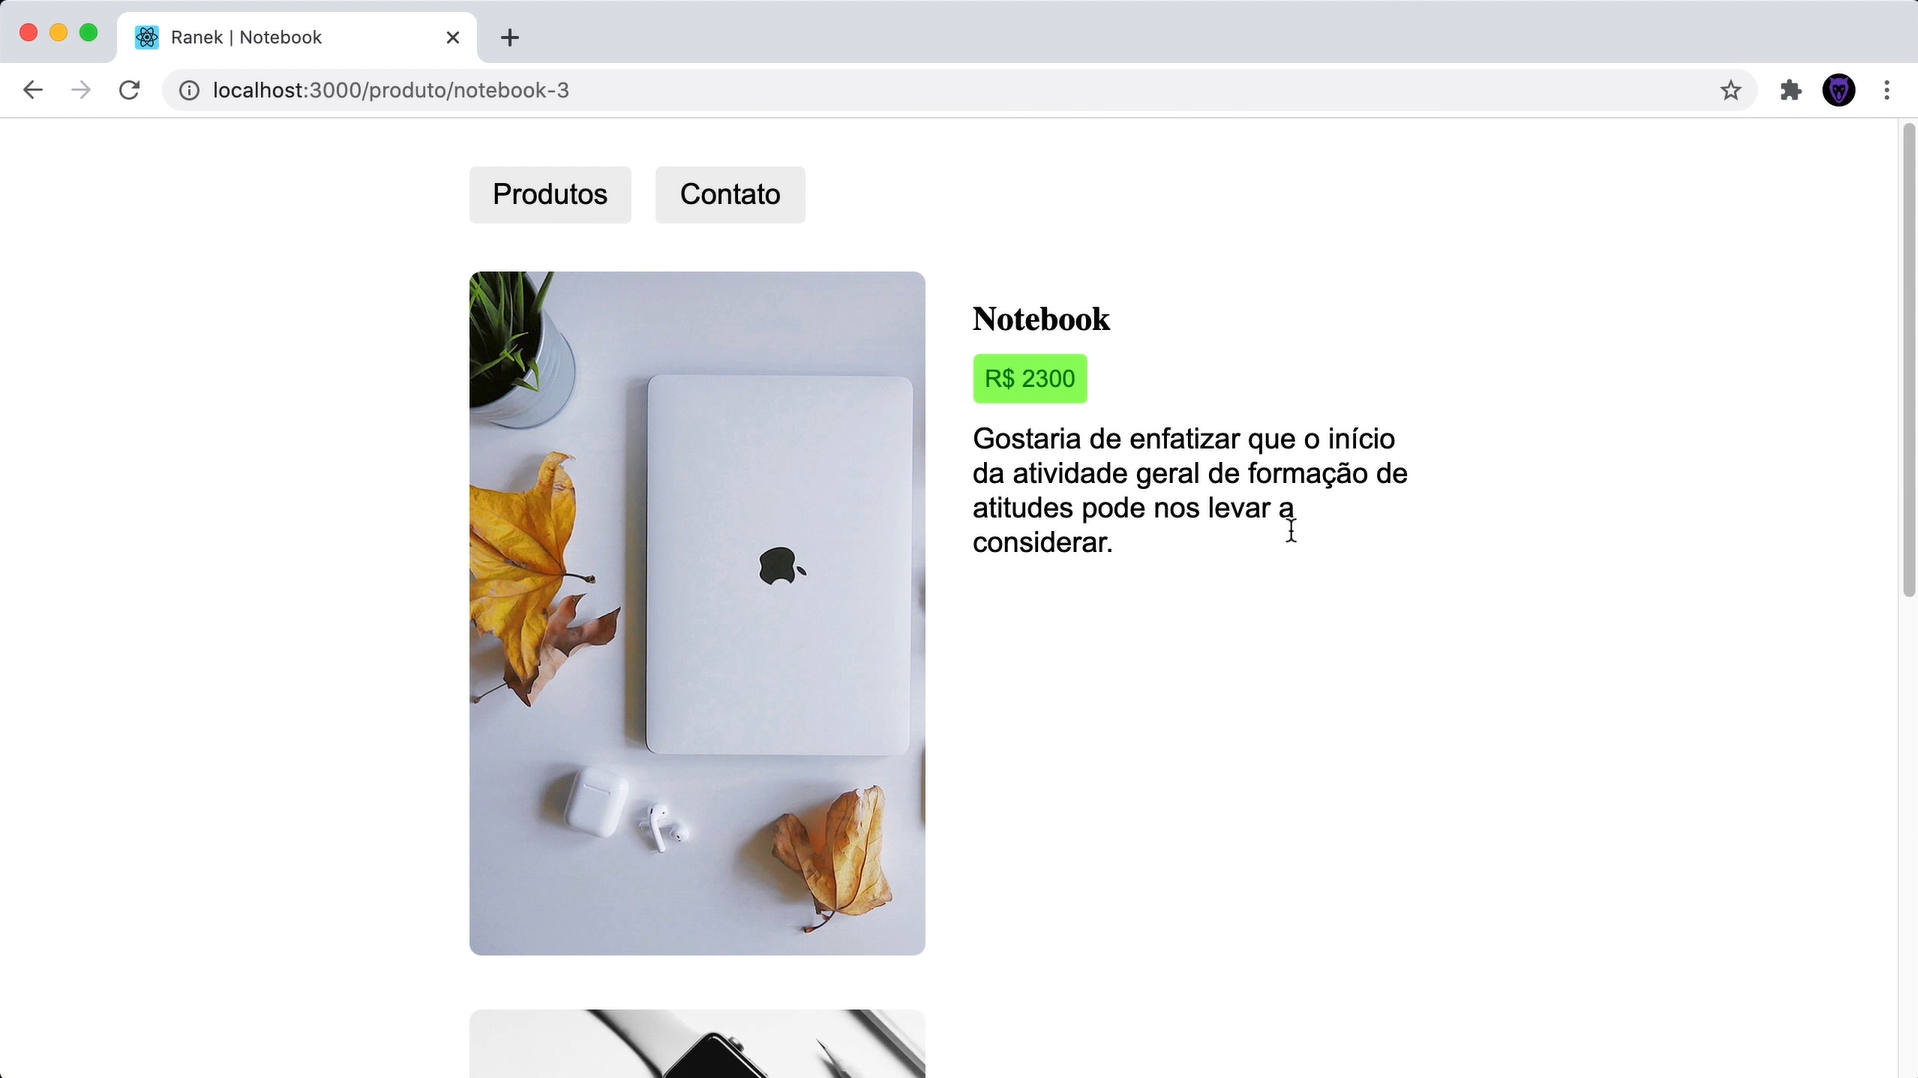 Ranek | Notebook
localhost:3000/produto/notebook-3
Produtos
Contato
Notebook
R$ 2300
Gostaria de enfatizar que o início
da atividade geral de formação de
atitudes pode nos levar a
considerar.